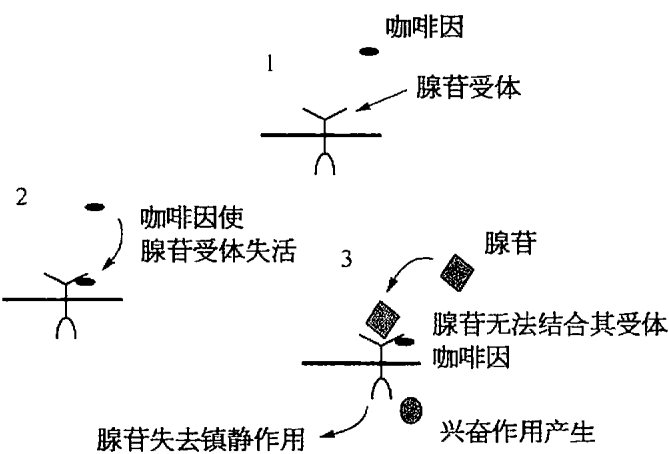 1
咖啡因
腺苷受体
2
咖啡因使
腺苷受体失活
3
腺苷
腺苷无法结合其受体
咖啡因
腺苷失去镇静作用
兴奋作用产生